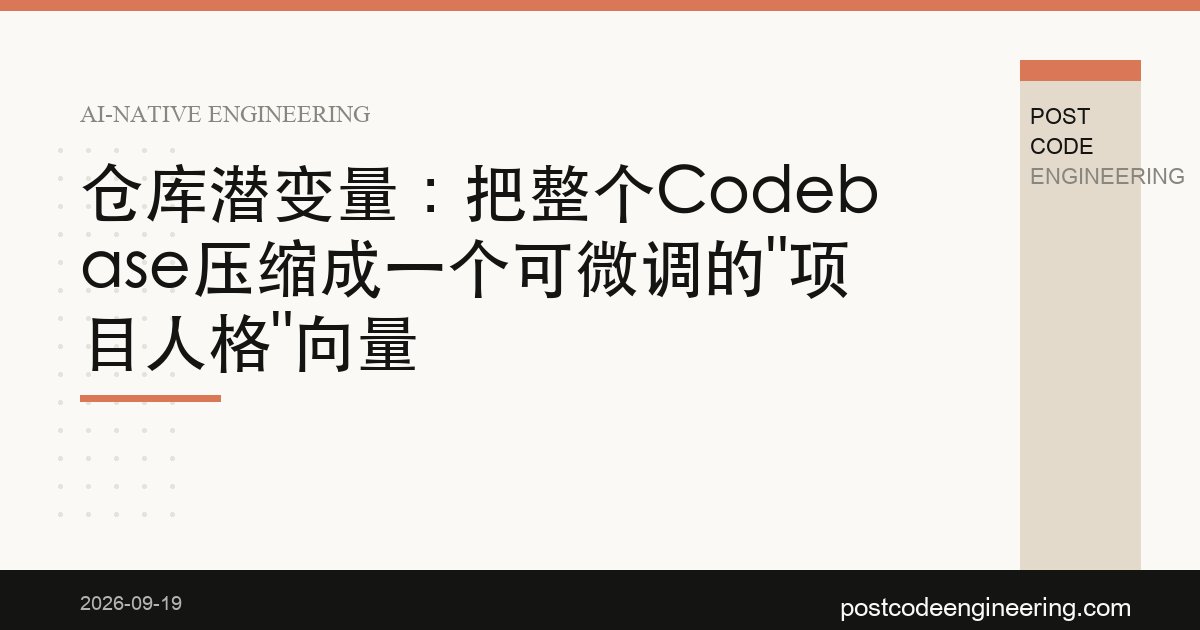 AI-NATIVE ENGINEERING
仓库潜变量：把整个Codeb
ase压缩成一个可微调的"项
目人格"向量
POST
CODE
ENGINEERING
2026-09-19
postcodeengineering.com